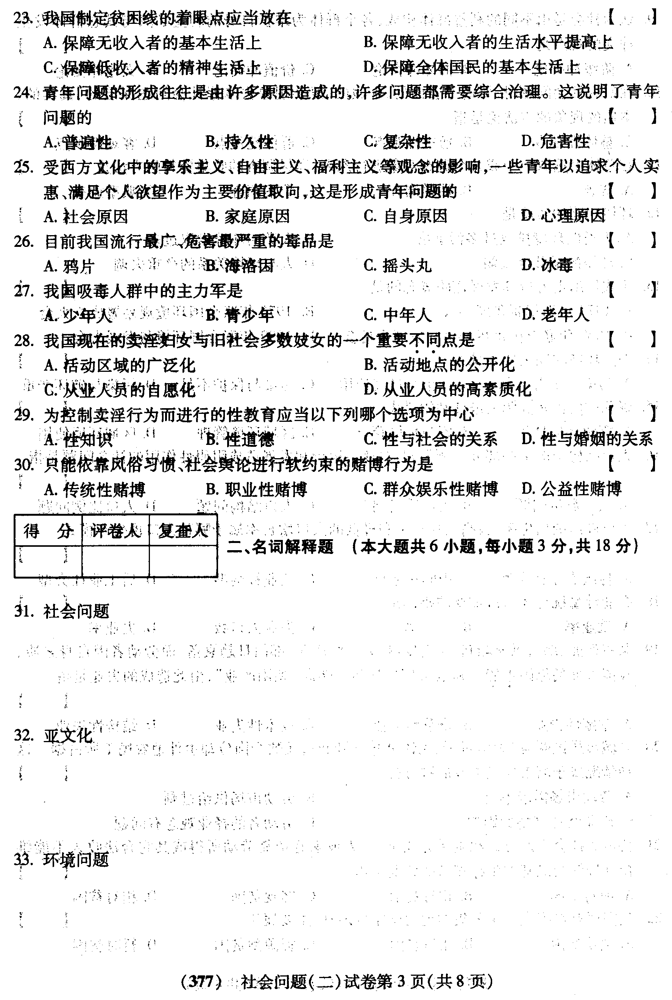 23. 我国制定贫困线的着眼点应当放在 【 】
A. 保障无收入者的基本生活上 B. 保障无收入者的生活水平提高上
C. 保障低收入者的精神生活上 D. 保障全体国民的基本生活上
24. 青年问题的形成往往是由许多原因造成的,许多问题都需要综合治理。这说明了青年
问题的 【 】
A. 普遍性 B. 持久性 C. 复杂性 D. 危害性
25. 受西方文化中的享乐主义、自由主义、福利主义等观念的影响,一些青年以追求个人实
惠、满足个人欲望作为主要价值取向,这是形成青年问题的 【 】
A. 社会原因 B. 家庭原因 C. 自身原因 D. 心理原因
26. 目前我国流行最广、危害最严重的毒品是 【 】
A. 鸦片 B. 海洛因 C. 摇头丸 D. 冰毒
27. 我国吸毒人群中的主力军是 【 】
A. 少年人 B. 青少年 C. 中年人 D. 老年人
28. 我国现在的卖淫妇女与旧社会多数妓女的一个重要不同点是 【 】
A. 活动区域的广泛化 B. 活动地点的公开化
C. 从业人员的自愿化 D. 从业人员的高素质化
29. 为控制卖淫行为而进行的性教育应当以下列哪个选项为中心 【 】
A. 性知识 B. 性道德 C. 性与社会的关系 D. 性与婚姻的关系
30. 只能依靠风俗习惯、社会舆论进行软约束的赌博行为是 【 】
A. 传统性赌博 B. 职业性赌博 C. 群众娱乐性赌博 D. 公益性赌博
得 分 评卷人 复查人
二、名词解释题 (本大题共 6 小题,每小题 3 分,共 18 分)
31. 社会问题
32. 亚文化
33. 环境问题
(377) 社会问题(二)试卷第 3 页(共 8 页)